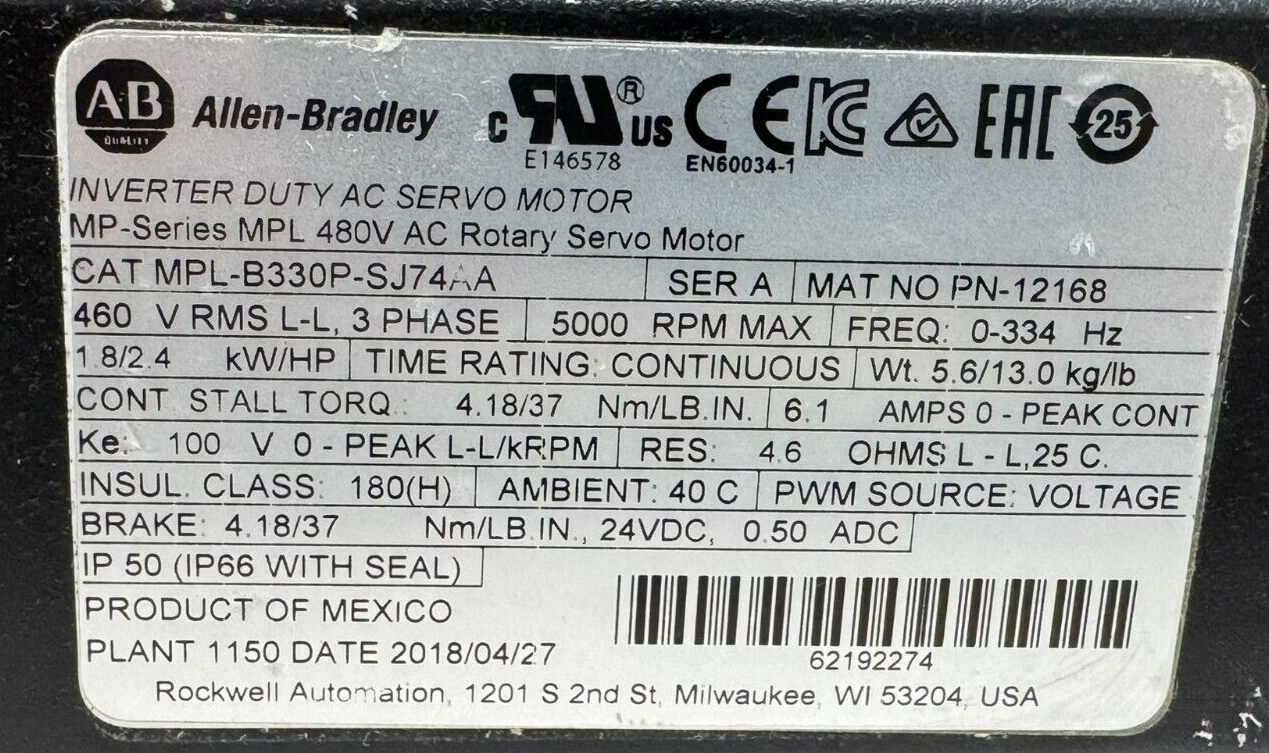 AB
QUALITY
Allen-Bradley
c UR ® US
E146578
CE
EN60034-1
KC
EAC
25
INVERTER DUTY AC SERVO MOTOR
MP-Series MPL 480V AC Rotary Servo Motor
CAT MPL-B330P-SJ74AA SER A MAT NO PN-12168
460 V RMS L-L, 3 PHASE 5000 RPM MAX FREQ: 0-334 Hz
1.8/2.4 kW/HP TIME RATING: CONTINUOUS Wt. 5.6/13.0 kg/lb
CONT. STALL TORQ.: 4.18/37 Nm/LB.IN. 6.1 AMPS 0 - PEAK CONT
Ke: 100 V 0 - PEAK L-L/kRPM RES: 4.6 OHMS L - L,25 C.
INSUL. CLASS: 180(H) AMBIENT: 40 C PWM SOURCE: VOLTAGE
BRAKE: 4.18/37 Nm/LB.IN., 24VDC, 0.50 ADC
IP 50 (IP66 WITH SEAL)
PRODUCT OF MEXICO
PLANT 1150 DATE 2018/04/27
62192274
Rockwell Automation, 1201 S 2nd St, Milwaukee, WI 53204, USA